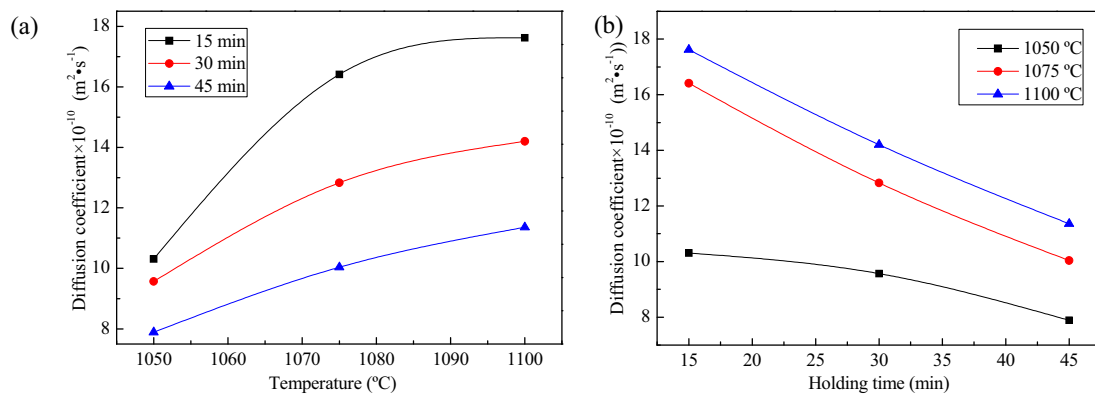 (a)
Diffusion coefficient×10⁻¹⁰ (m²•s⁻¹)
18
16
14
12
10
8
15 min
30 min
45 min
1050 1060 1070 1080 1090 1100
Temperature (ºC)
(b)
Diffusion coefficient×10⁻¹⁰ (m²•s⁻¹))
18
16
14
12
10
8
1050 ºC
1075 ºC
1100 ºC
15 20 25 30 35 40 45
Holding time (min)